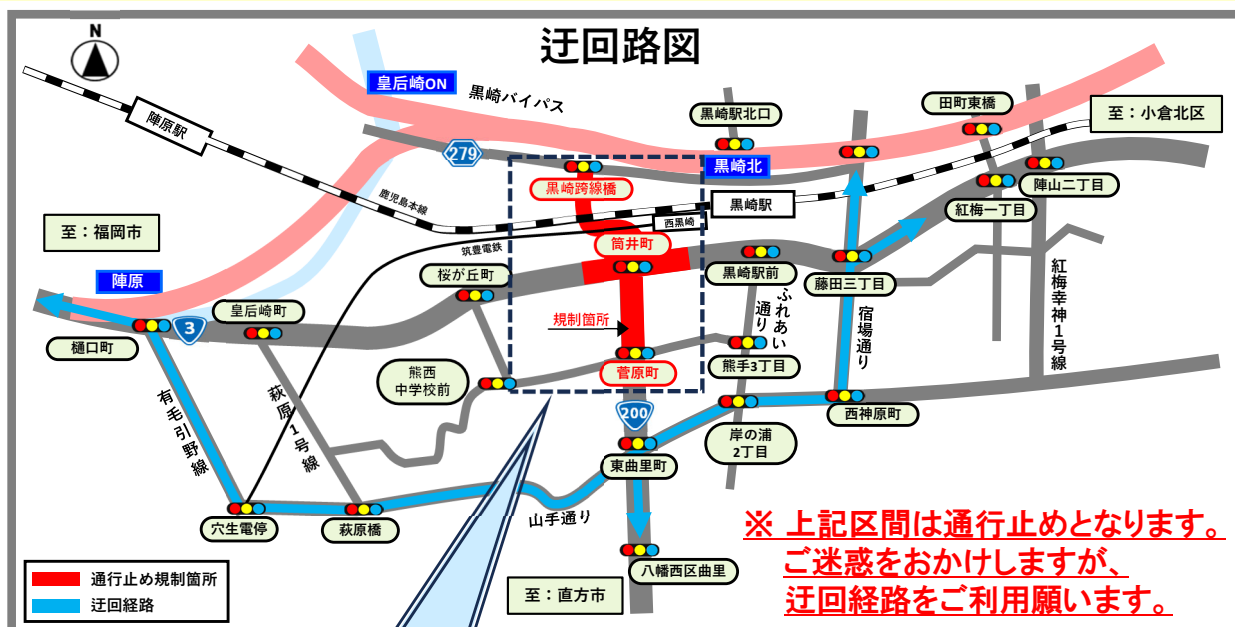 迂回路図
N
皇后崎ON
黒崎バイパス
黒崎駅北口
田町東橋
至：小倉北区
陣原駅
279
黒崎北
黒崎跨線橋
陣山二丁目
鹿児島本線
黒崎駅
紅梅一丁目
西黒崎
至：福岡市
筑豊電鉄
筒井町
桜が丘町
黒崎駅前
藤田三丁目
陣原
皇后崎町
3
樋口町
規制箇所
ふれあい
通り
宿場通り
紅梅幸神1号線
熊西
中学校前
菅原町
熊手3丁目
有毛引野線
萩原1号線
200
西神原町
岸の浦
2丁目
東曲里町
穴生電停
萩原橋
山手通り
八幡西区曲里
至：直方市
通行止め規制箇所
迂回経路
※ 上記区間は通行止めとなります。
ご迷惑をおかけしますが、
迂回経路をご利用願います。